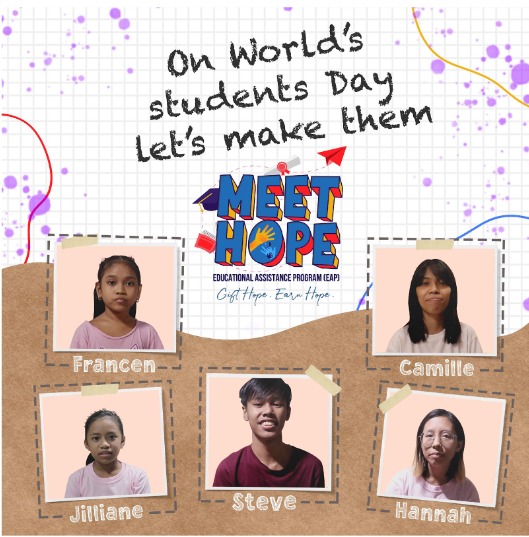 On World's
students Day
Let's make them
MEET
HOPE
EDUCATIONAL ASSISTANCE PROGRAM (EAP)
Gift Hope. Earn Hope.
Francen
Camille
Jilliane
Steve
Hannah